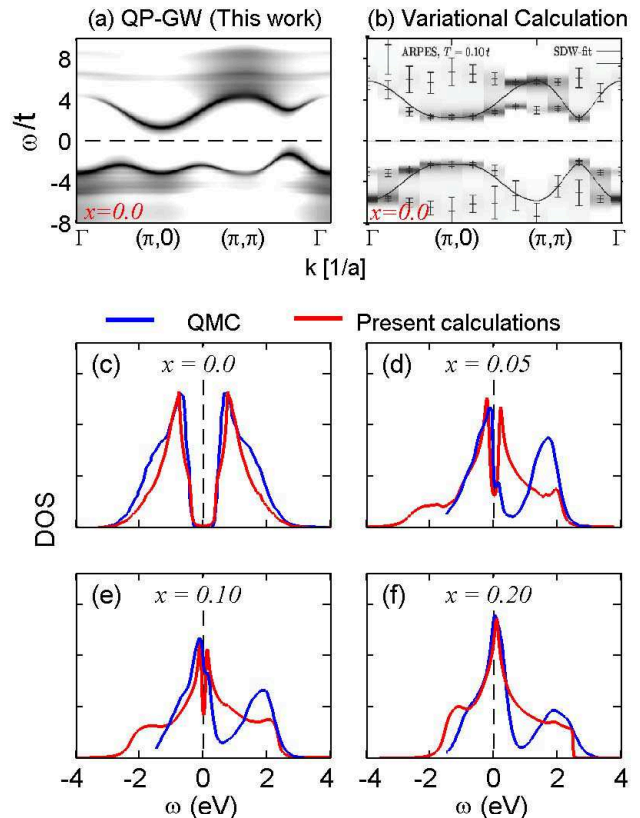 (a) QP-GW (This work)
(b) Variational Calculation
ARPES, T = 0.10t
SDW-fit
8
4
0
-4
-8
ω/t
x=0.0
x=0.0
Γ (π,0) (π,π) Γ
Γ (π,0) (π,π) Γ
k [1/a]
QMC
Present calculations
(c) x = 0.0
(d) x = 0.05
DOS
(e) x = 0.10
(f) x = 0.20
-4 -2 0 2 4
-2 0 2 4
ω (eV)
ω (eV)